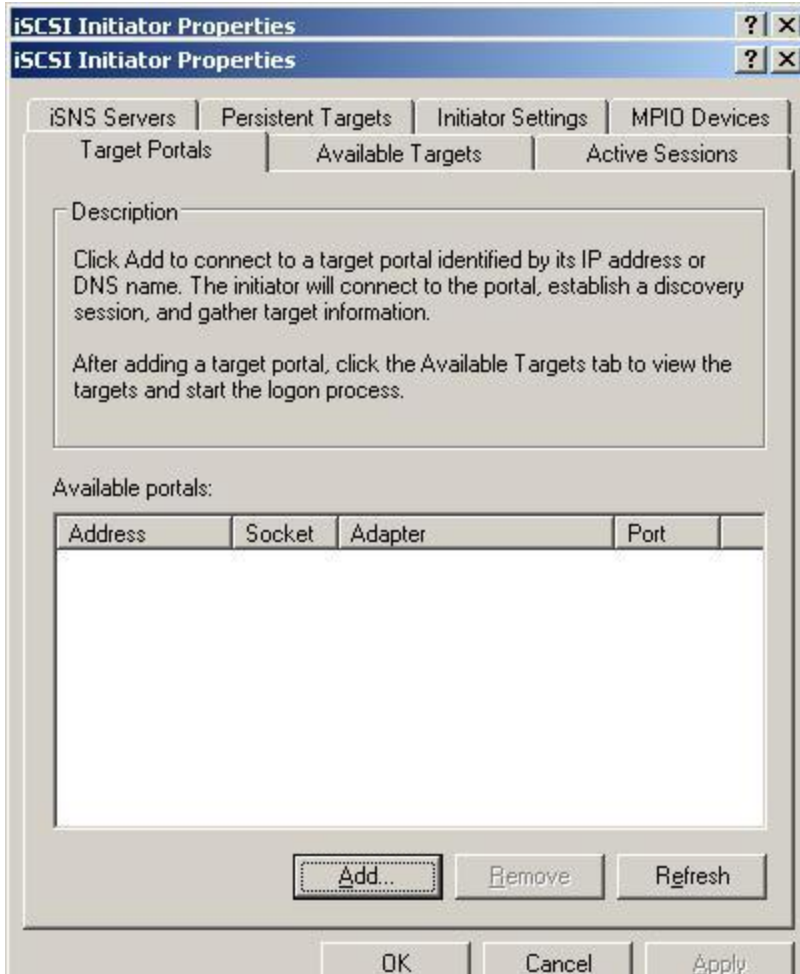 iSCSI Initiator Properties
iSCSI Initiator Properties
iSNS Servers Persistent Targets Initiator Settings MPIO Devices
Target Portals Available Targets Active Sessions
Description
Click Add to connect to a target portal identified by its IP address or
DNS name. The initiator will connect to the portal, establish a discovery
session, and gather target information.
After adding a target portal, click the Available Targets tab to view the
targets and start the logon process.
Available portals:
Address Socket Adapter Port
Add... Remove Refresh
OK Cancel Apply